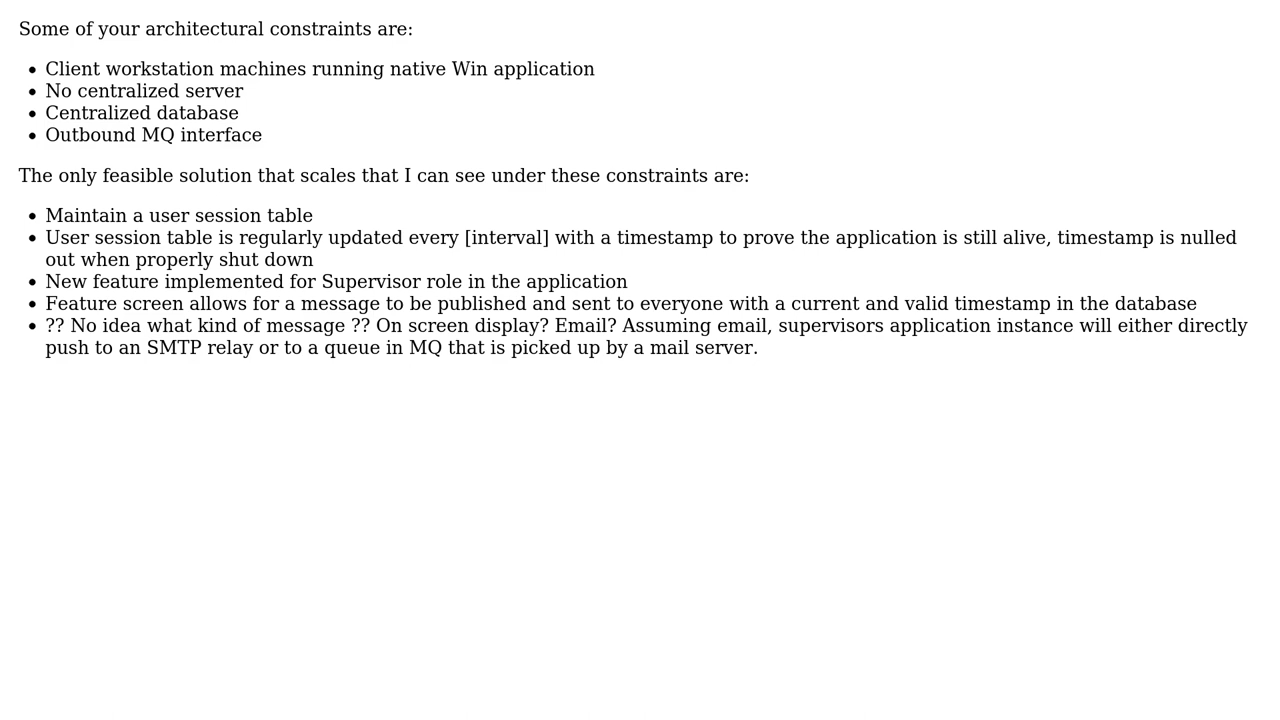 Some of your architectural constraints are:
• Client workstation machines running native Win application
• No centralized server
• Centralized database
• Outbound MQ interface
The only feasible solution that scales that I can see under these constraints are:
• Maintain a user session table
• User session table is regularly updated every [interval] with a timestamp to prove the application is still alive, timestamp is nulled
out when properly shut down
• New feature implemented for Supervisor role in the application
• Feature screen allows for a message to be published and sent to everyone with a current and valid timestamp in the database
• ?? No idea what kind of message ?? On screen display? Email? Assuming email, supervisors application instance will either directly
push to an SMTP relay or to a queue in MQ that is picked up by a mail server.